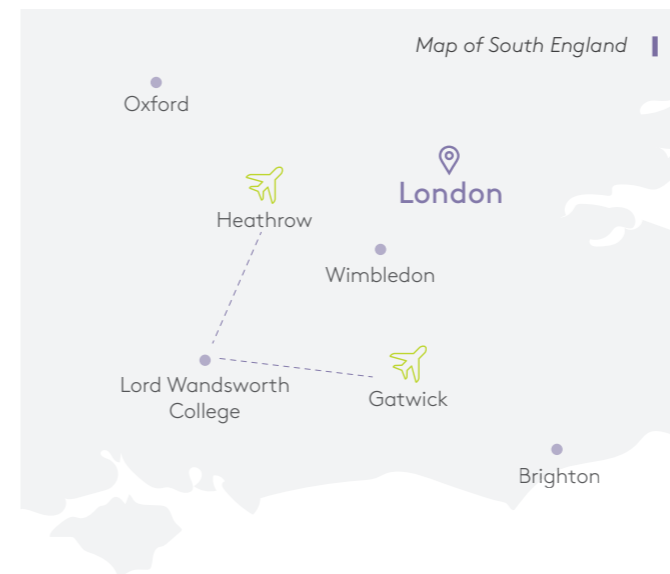 Map of South England
Oxford
London
Heathrow
Wimbledon
Lord Wandsworth
College
Gatwick
Brighton